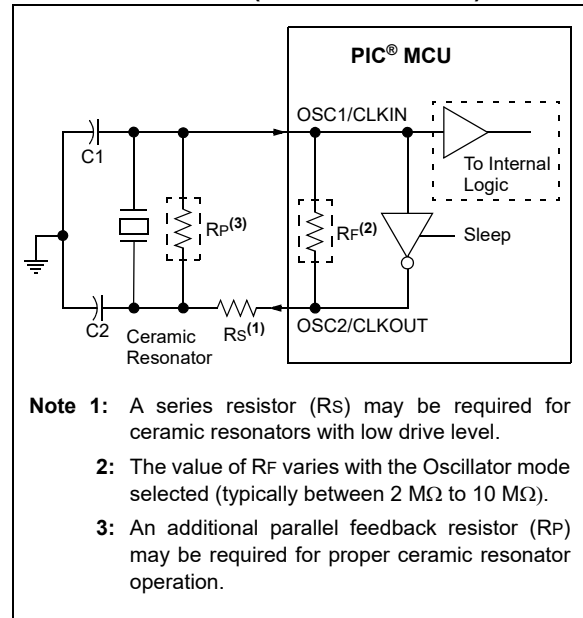 PIC® MCU
OSC1/CLKIN
C1
To Internal
Logic
RP(3)
RF(2)
Sleep
C2
Ceramic
Resonator
RS(1)
OSC2/CLKOUT
Note 1: A series resistor (RS) may be required for
ceramic resonators with low drive level.
2: The value of RF varies with the Oscillator mode
selected (typically between 2 MΩ to 10 MΩ).
3: An additional parallel feedback resistor (RP)
may be required for proper ceramic resonator
operation.